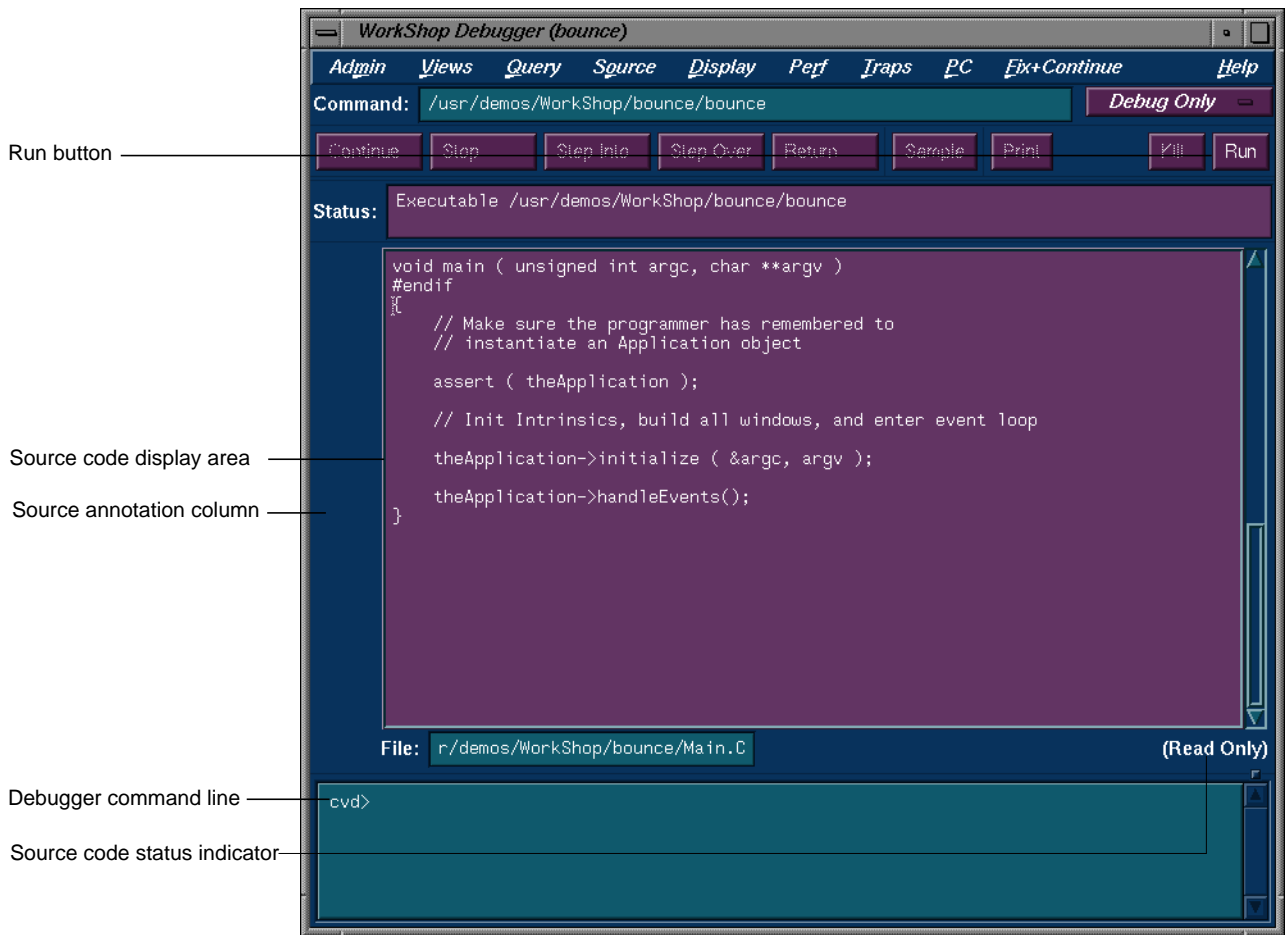 WorkShop Debugger (bounce)
Admin Views Query Source Display Perf Traps PC Fix+Continue Help
Command: /usr/demos/WorkShop/bounce/bounce Debug Only
Run button
Continue Stop Step Into Step Over Return Sample Print Kill Run
Status: Executable /usr/demos/WorkShop/bounce/bounce
void main ( unsigned int argc, char **argv )
#endif
{
// Make sure the programmer has remembered to
// instantiate an Application object
assert ( theApplication );
// Init Intrinsics, build all windows, and enter event loop
Source code display area
theApplication->initialize ( &argc, argv );
Source annotation column
theApplication->handleEvents();
}
File: r/demos/WorkShop/bounce/Main.C (Read Only)
Debugger command line
cvd>
Source code status indicator